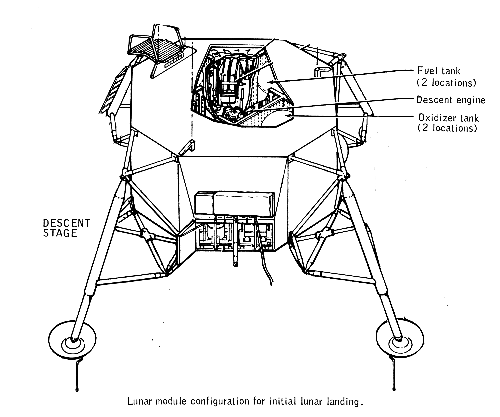 Fuel tank
(2 locations)
Descent engine
Oxidizer tank
(2 locations)
DESCENT
STAGE
Lunar module configuration for initial lunar landing.